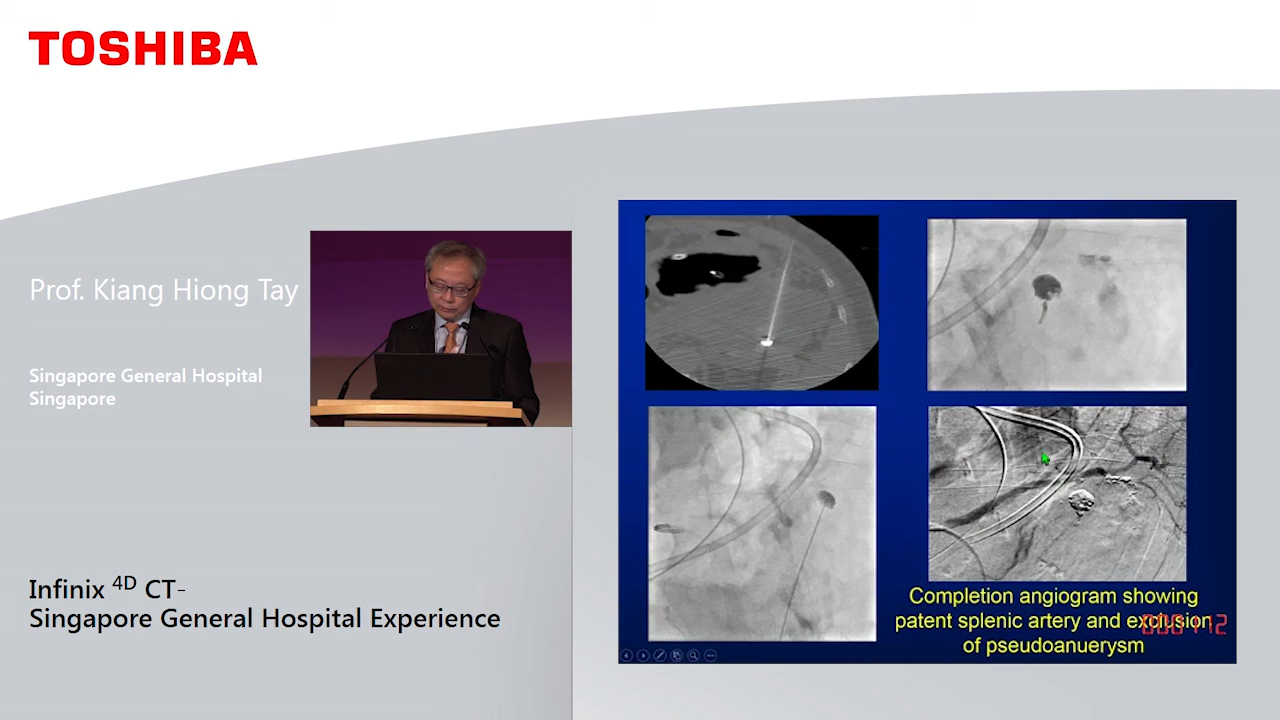 TOSHIBA
Prof. Kiang Hiong Tay
Singapore General Hospital
Singapore
Infinix 4D CT-
Singapore General Hospital Experience
Completion angiogram showing
patent splenic artery and exclusion
of pseudoanuerysm